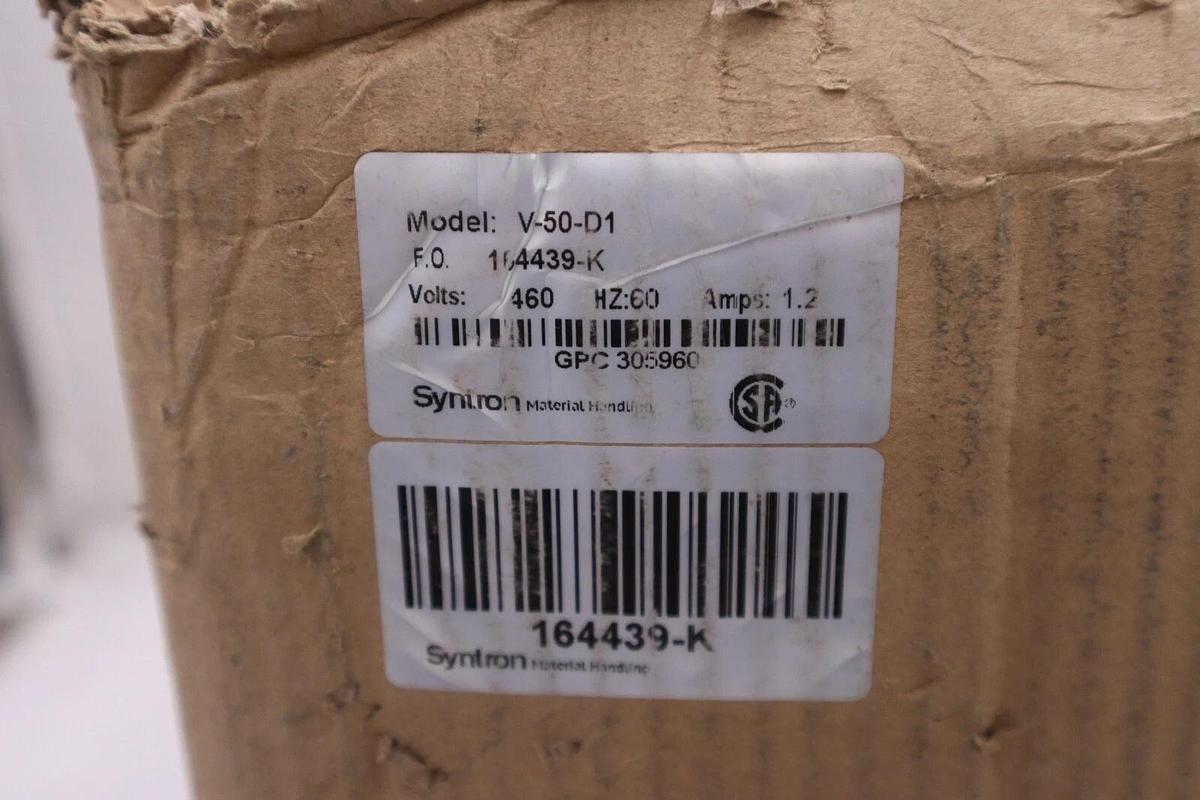 Model: V-50-D1
F.O. 164439-K
Volts: 460 HZ:60 Amps: 1.2
GPC 305960
Syntron Material Handling
CSA ®
164439-K
Syntron Material Handling